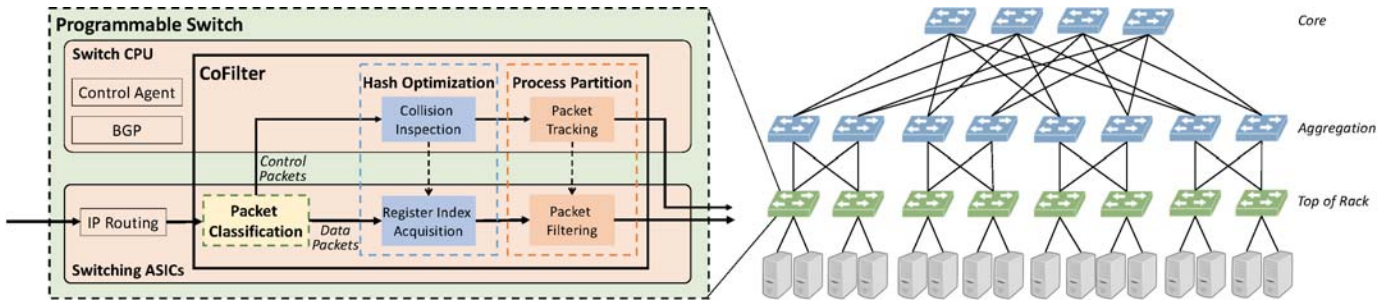 Programmable Switch
Switch CPU
CoFilter
Control Agent
BGP
Hash Optimization
Process Partition
Collision
Inspection
Packet
Tracking
Control
Packets
IP Routing
Packet
Classification
Data
Packets
Register Index
Acquisition
Packet
Filtering
Switching ASICs
Core
Aggregation
Top of Rack